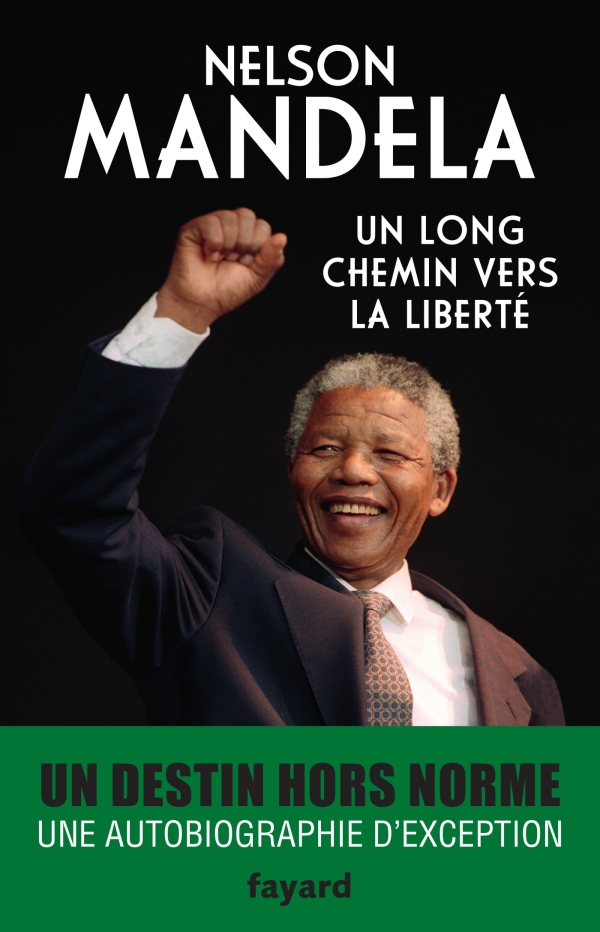 NELSON
MANDELA
UN LONG
CHEMIN VERS
LA LIBERTÉ
UN DESTIN HORS NORME
UNE AUTOBIOGRAPHIE D'EXCEPTION
fayard